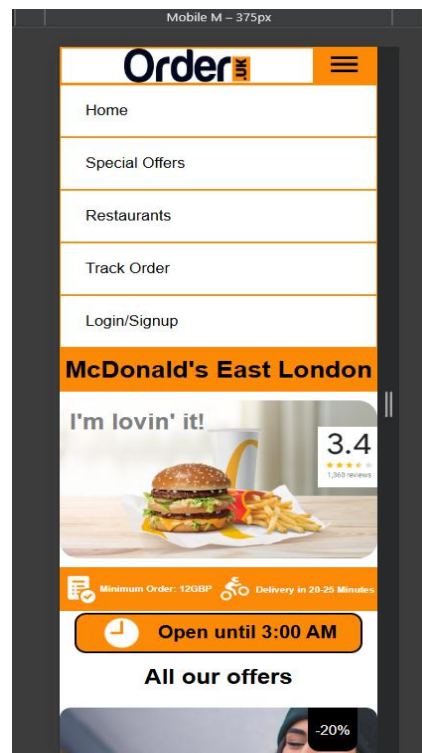 Mobile M – 375px
Order.UK
Home
Special Offers
Restaurants
Track Order
Login/Signup
McDonald's East London
I'm lovin' it!
3.4
1,360 reviews
Minimum Order: 12GBP
Delivery in 20-25 Minutes
Open until 3:00 AM
All our offers
-20%